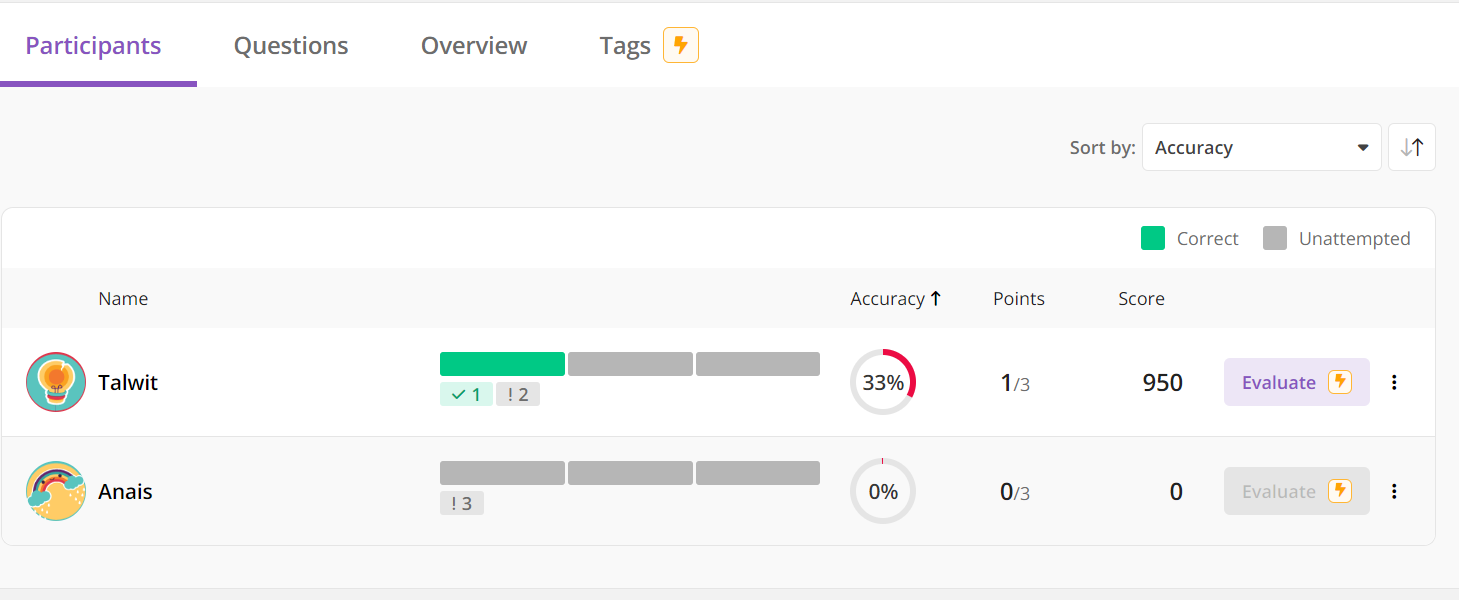 Participants Questions Overview Tags
Sort by: Accuracy
Correct Unattempted
Name Accuracy Points Score
Talwit 33% 1/3 950 Evaluate
1 ! 2
Anais 0% 0/3 0 Evaluate
! 3